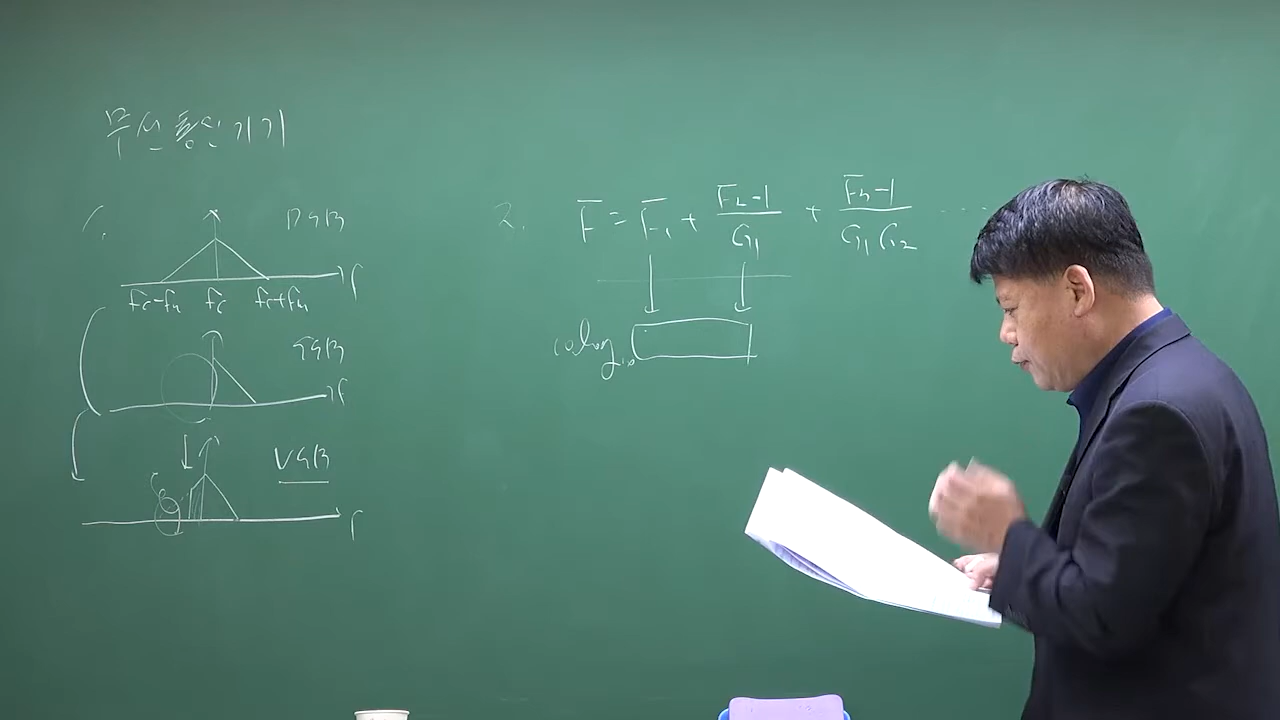 무선통신기기
1.
DSB
f
fc-fm fc fc+fm
SSB
f
VSB
f
2. F = F₁ + F₂-1/G₁ + F₃-1/G₁G₂ ....
10log₁₀